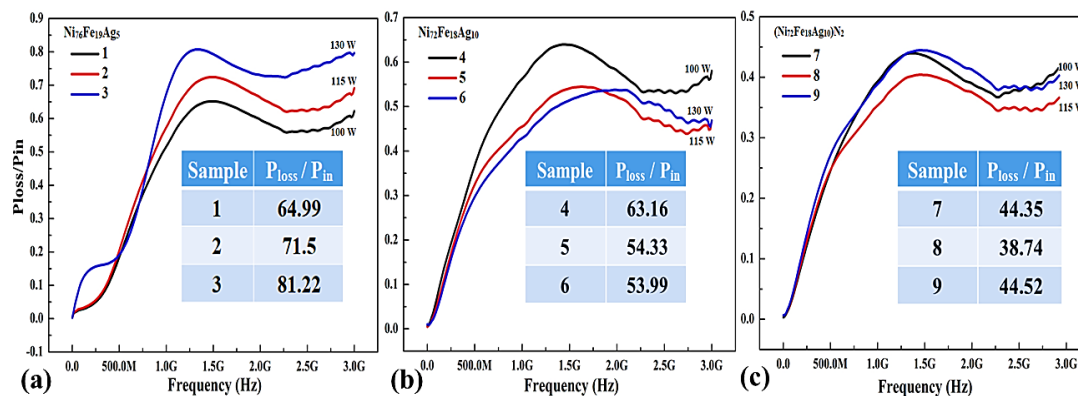 Ni76Fe19Ag5
1
2
3
130 W
115 W
100 W
Sample Ploss / Pin
1 64.99
2 71.5
3 81.22
Ploss/Pin
0.9
0.8
0.7
0.6
0.5
0.4
0.3
0.2
0.1
0.0
-0.1
0.0 500.0M 1.0G 1.5G 2.0G 2.5G 3.0G
Frequency (Hz)
(a)
Ni72Fe18Ag10
4
5
6
100 W
130 W
115 W
Sample Ploss / Pin
4 63.16
5 54.33
6 53.99
0.7
0.6
0.5
0.4
0.3
0.2
0.1
0.0
0.0 500.0M 1.0G 1.5G 2.0G 2.5G 3.0G
Frequency (Hz)
(b)
(Ni72Fe18Ag10)N2
7
8
9
100 W
130 W
115 W
Sample Ploss / Pin
7 44.35
8 38.74
9 44.52
0.5
0.4
0.3
0.2
0.1
0.0
0.0 500.0M 1.0G 1.5G 2.0G 2.5G 3.0G
Frequency (Hz)
(c)